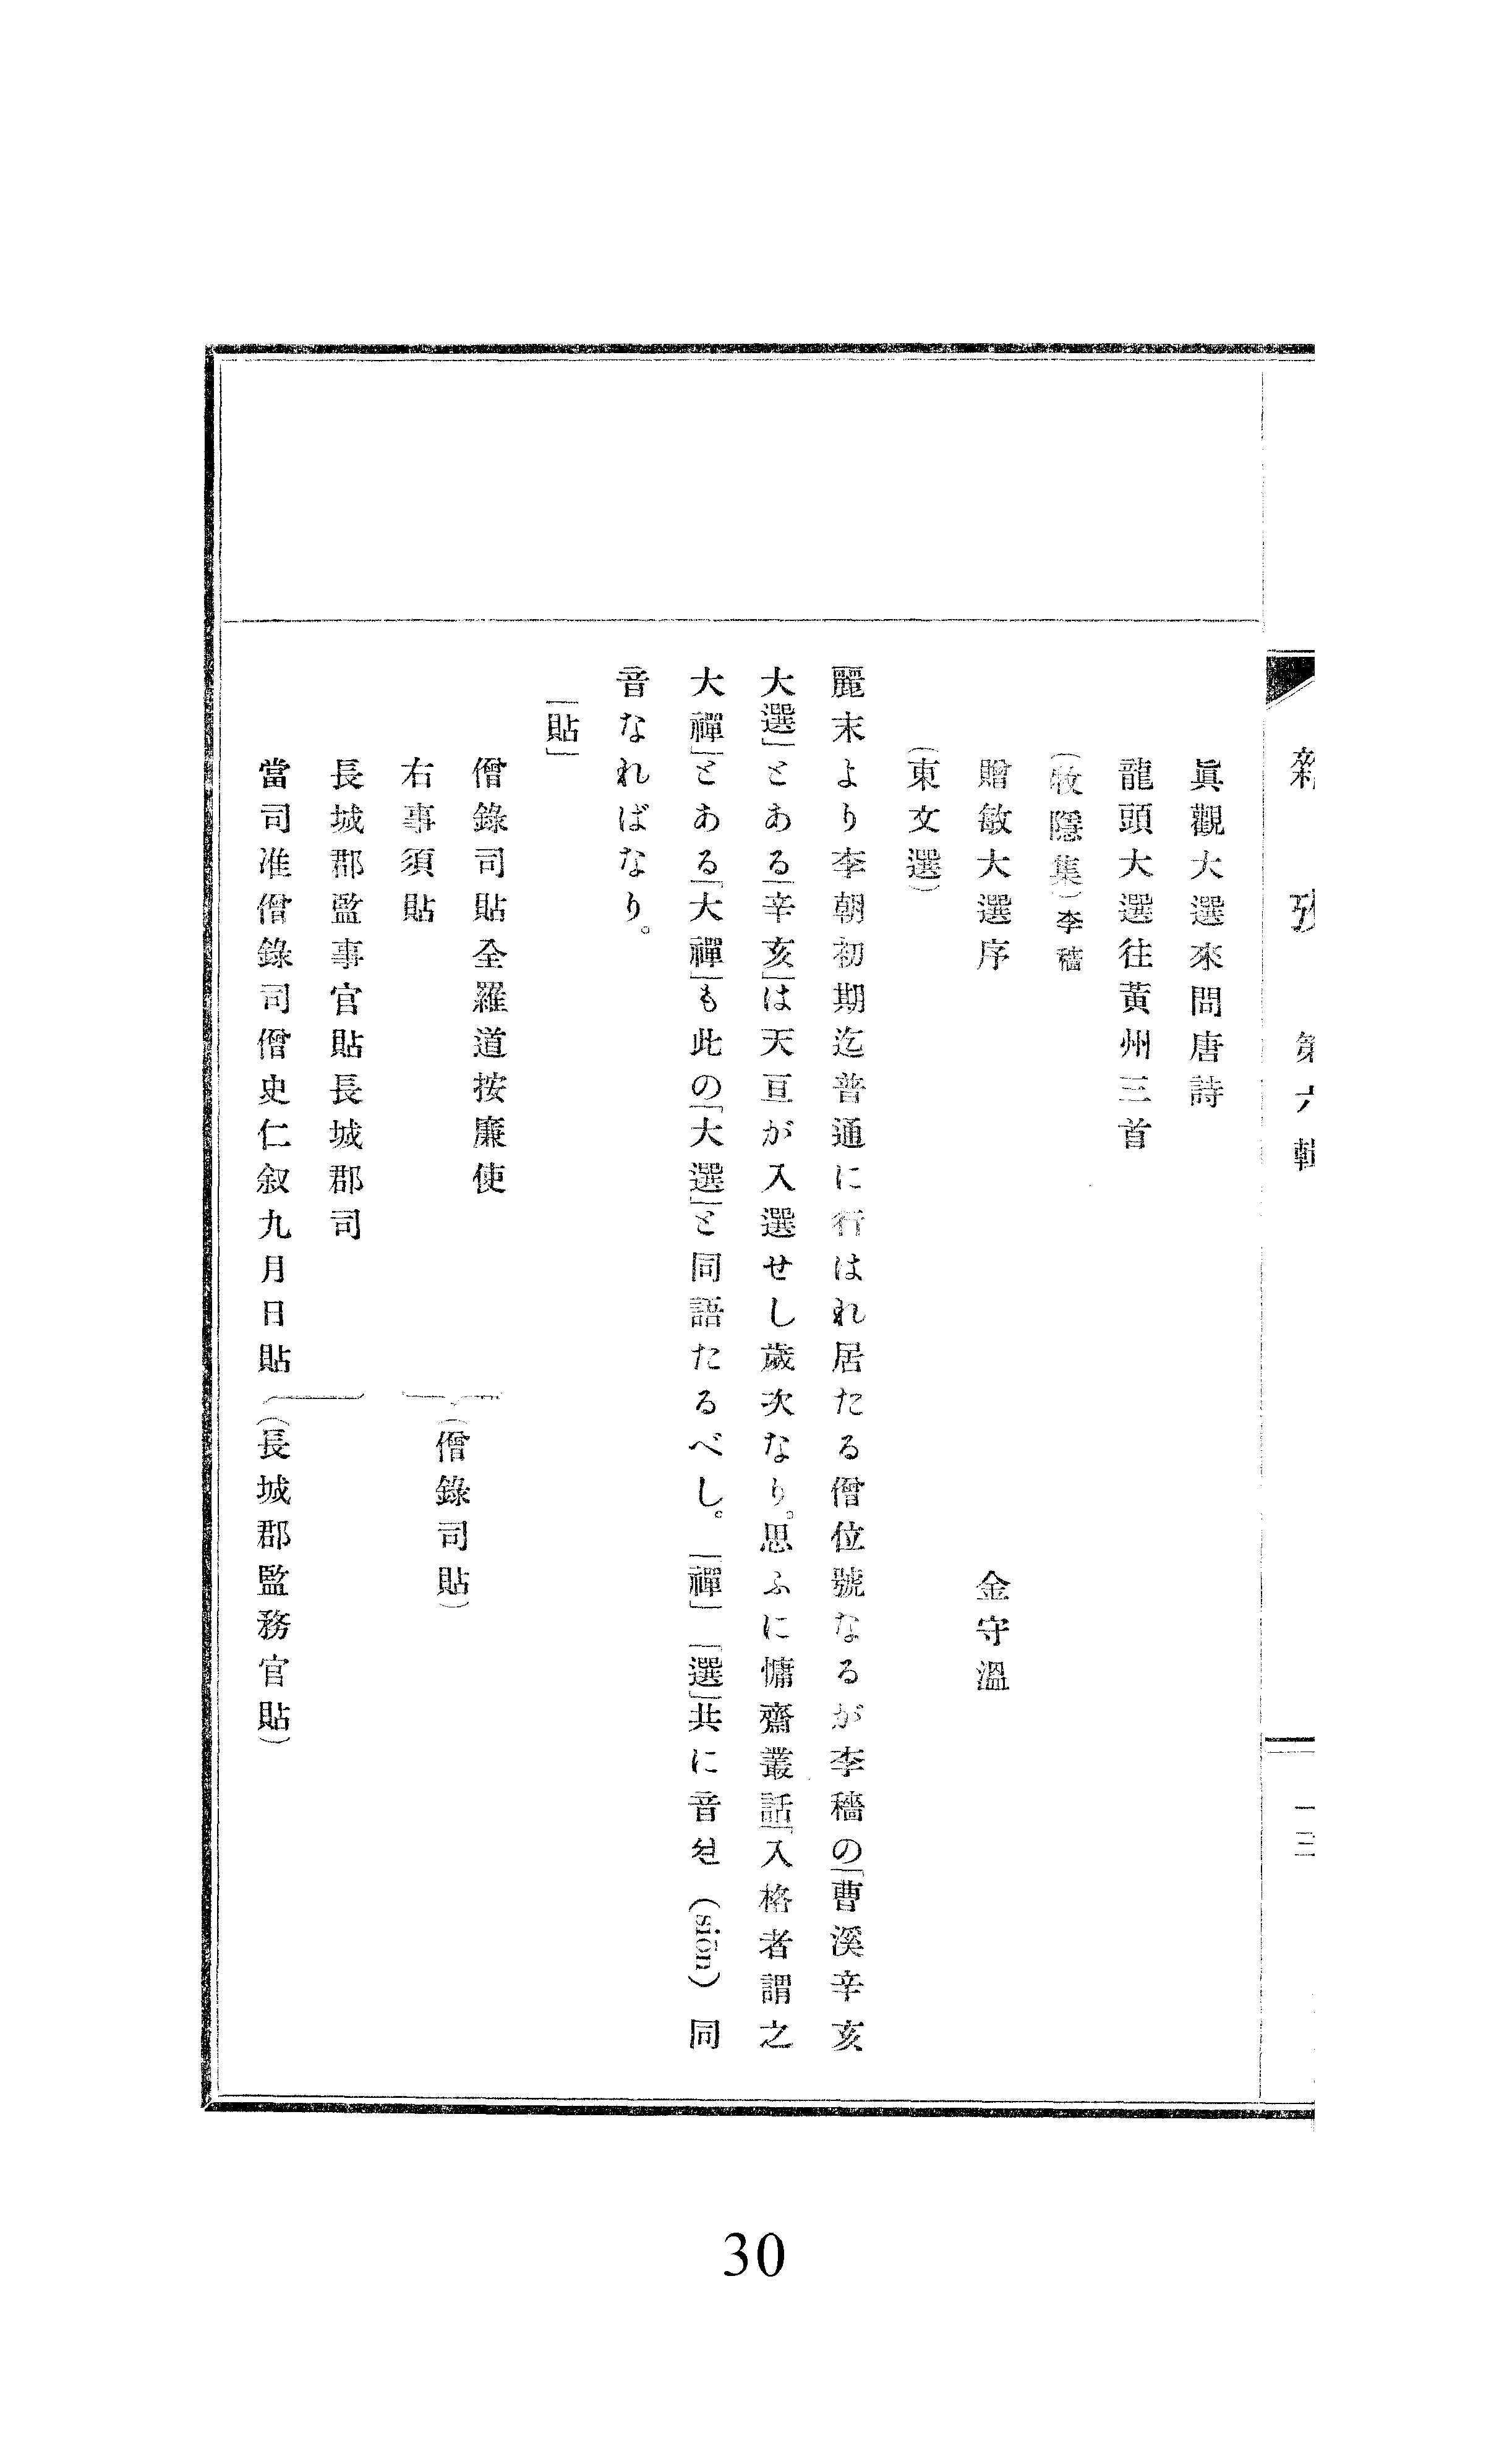 第六輯
眞觀大選來問唐詩
龍頭大選往黃州三首
(牧隱集)李穡
贈敏大選序 金守溫
(東文選)
麗末より李朝初期迄普通に行はれ居たる僧位號なるが李穡の「曹溪辛亥
大選」とある「辛亥」は天亘が入選せし歲次なり。思ふに慵齋叢話「入格者謂之
大禪」とある「大禪」も此の「大選」と同語たるべし。「禪」「選」共に音션(siön)同
音なればなり。
「貼」
僧錄司貼全羅道按廉使
右事須貼
(僧錄司貼)
長城郡監事官貼長城郡司
當司准僧錄司僧史仁叙九月日貼
(長城郡監務官貼)
30